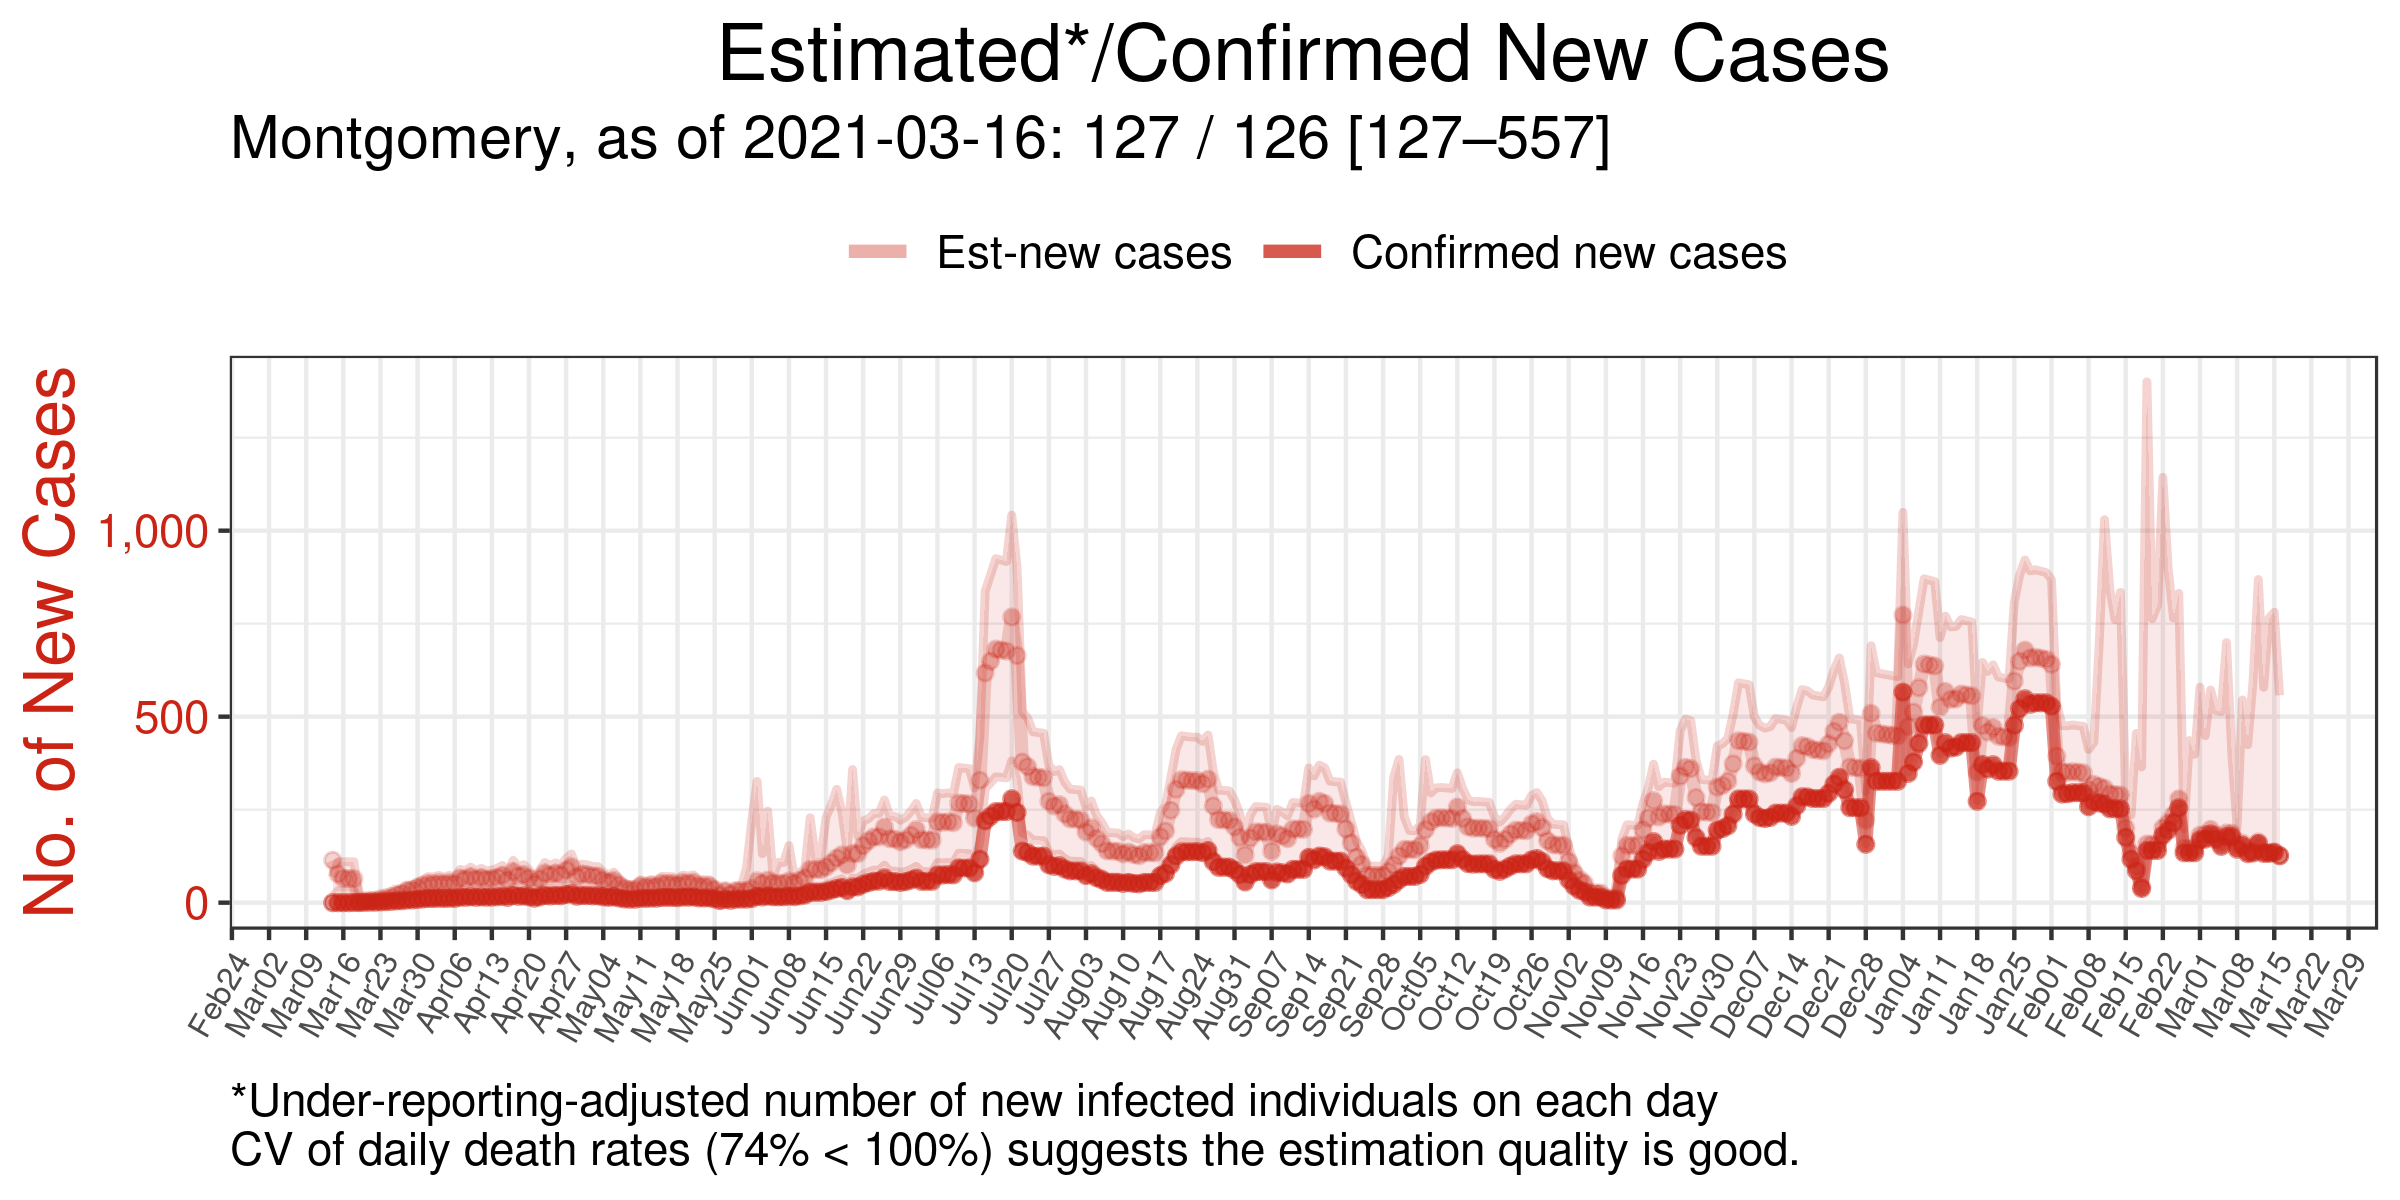 Estimated*/Confirmed New Cases
Montgomery, as of 2021-03-16: 127 / 126 [127–557]
Est-new cases Confirmed new cases
No. of New Cases
1,000
500
0
Feb24 Mar02 Mar09 Mar16 Mar23 Mar30 Apr06 Apr13 Apr20 Apr27 May04 May11 May18 May25 Jun01 Jun08 Jun15 Jun22 Jun29 Jul06 Jul13 Jul20 Jul27 Aug03 Aug10 Aug17 Aug24 Aug31 Sep07 Sep14 Sep21 Sep28 Oct05 Oct12 Oct19 Oct26 Nov02 Nov09 Nov16 Nov23 Nov30 Dec07 Dec14 Dec21 Dec28 Jan04 Jan11 Jan18 Jan25 Feb01 Feb08 Feb15 Feb22 Mar01 Mar08 Mar15 Mar22 Mar29
*Under-reporting-adjusted number of new infected individuals on each day
CV of daily death rates (74% < 100%) suggests the estimation quality is good.